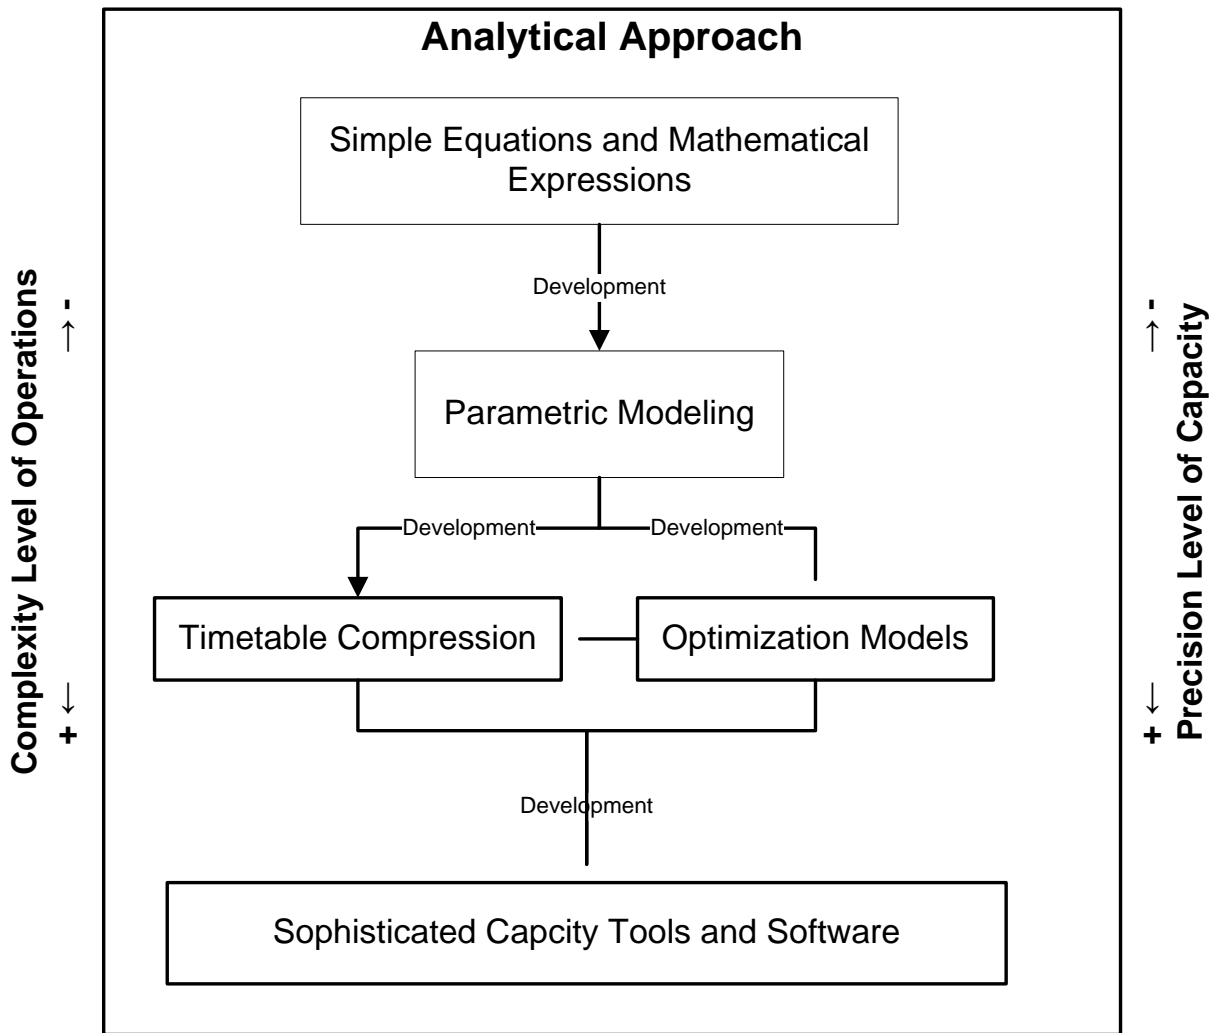 Analytical Approach
Simple Equations and Mathematical
Expressions
Development
Parametric Modeling
Development
Development
Timetable Compression
Optimization Models
Development
Sophisticated Capcity Tools and Software
Complexity Level of Operations
+ ← → -
Precision Level of Capacity
+ ← → -